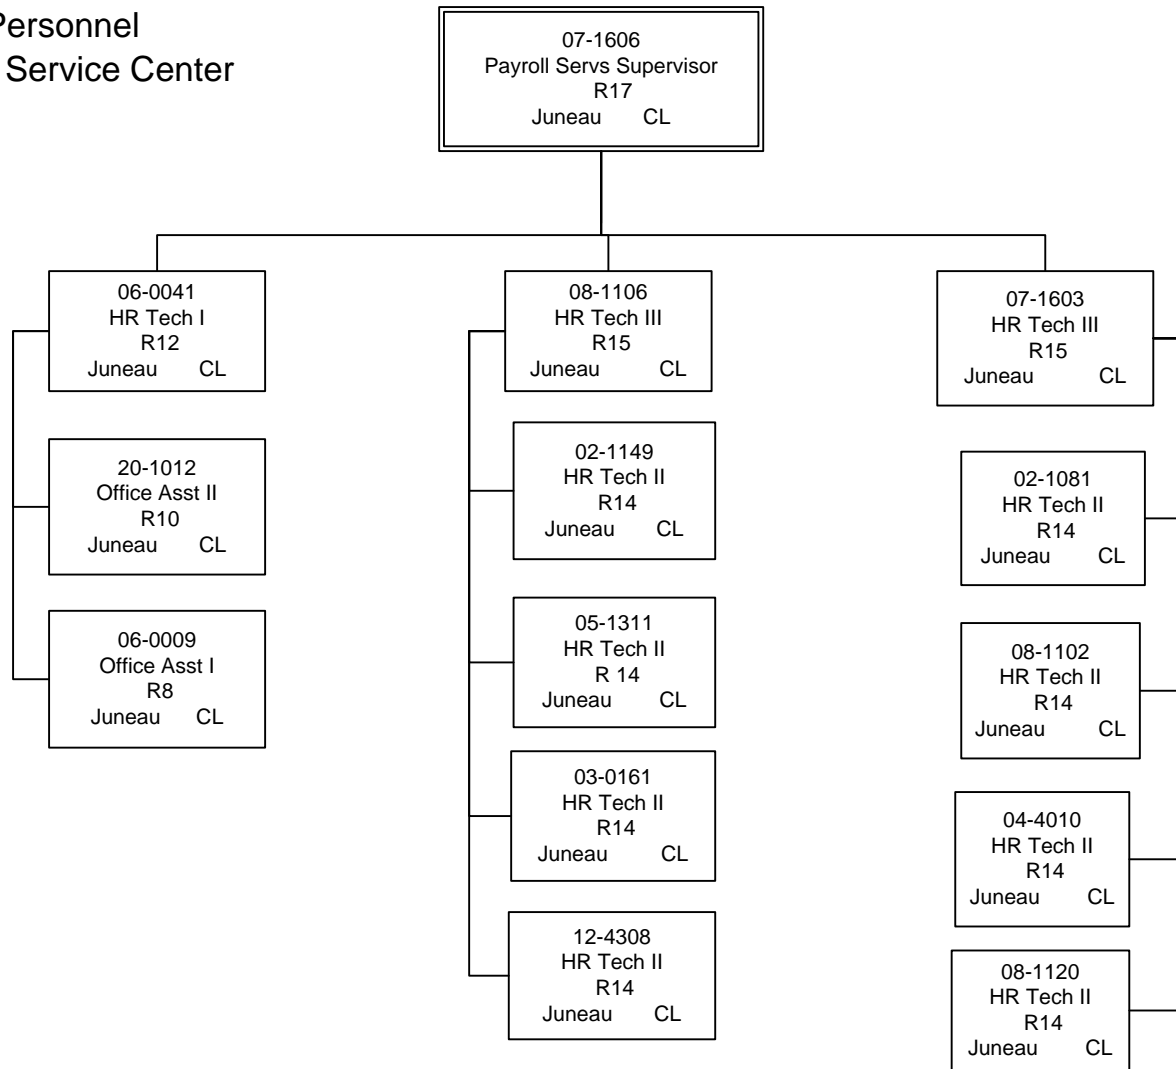 Personnel
Service Center
07-1606
Payroll Servs Supervisor
R17
Juneau CL
06-0041
HR Tech I
R12
Juneau CL
20-1012
Office Asst II
R10
Juneau CL
06-0009
Office Asst I
R8
Juneau CL
08-1106
HR Tech III
R15
Juneau CL
02-1149
HR Tech II
R14
Juneau CL
05-1311
HR Tech II
R 14
Juneau CL
03-0161
HR Tech II
R14
Juneau CL
12-4308
HR Tech II
R14
Juneau CL
07-1603
HR Tech III
R15
Juneau CL
02-1081
HR Tech II
R14
Juneau CL
08-1102
HR Tech II
R14
Juneau CL
04-4010
HR Tech II
R14
Juneau CL
08-1120
HR Tech II
R14
Juneau CL